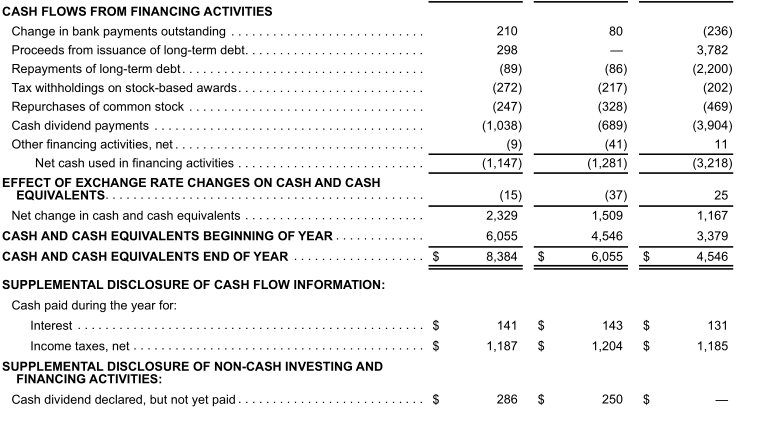 CASH FLOWS FROM FINANCING ACTIVITIES
Change in bank payments outstanding 210 80 (236)
Proceeds from issuance of long-term debt 298 — 3,782
Repayments of long-term debt (89) (86) (2,200)
Tax withholdings on stock-based awards (272) (217) (202)
Repurchases of common stock (247) (328) (469)
Cash dividend payments (1,038) (689) (3,904)
Other financing activities, net (9) (41) 11
Net cash used in financing activities (1,147) (1,281) (3,218)
EFFECT OF EXCHANGE RATE CHANGES ON CASH AND CASH
EQUIVALENTS (15) (37) 25
Net change in cash and cash equivalents 2,329 1,509 1,167
CASH AND CASH EQUIVALENTS BEGINNING OF YEAR 6,055 4,546 3,379
CASH AND CASH EQUIVALENTS END OF YEAR $ 8,384 $ 6,055 $ 4,546
SUPPLEMENTAL DISCLOSURE OF CASH FLOW INFORMATION:
Cash paid during the year for:
Interest $ 141 $ 143 $ 131
Income taxes, net $ 1,187 $ 1,204 $ 1,185
SUPPLEMENTAL DISCLOSURE OF NON-CASH INVESTING AND
FINANCING ACTIVITIES:
Cash dividend declared, but not yet paid $ 286 $ 250 $ —